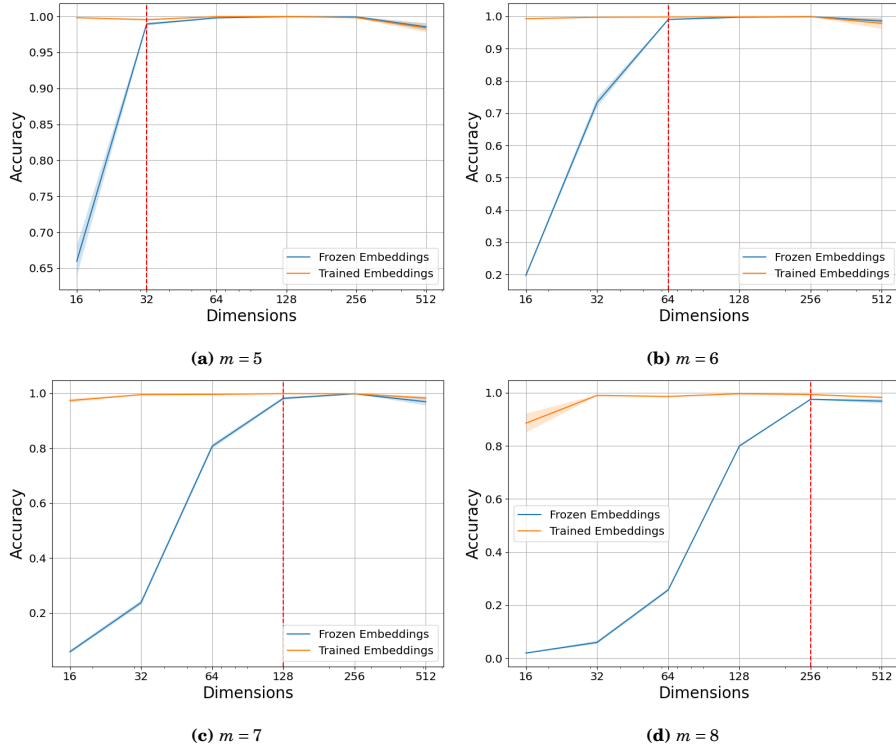 1.00
0.95
0.90
0.85
0.80
0.75
0.70
0.65
Accuracy
16
32
64
128
256
512
Dimensions
Frozen Embeddings
Trained Embeddings
(a) m = 5
1.0
0.9
0.8
0.7
0.6
0.5
0.4
0.3
0.2
Accuracy
16
32
64
128
256
512
Dimensions
Frozen Embeddings
Trained Embeddings
(b) m = 6
1.0
0.8
0.6
0.4
0.2
Accuracy
16
32
64
128
256
512
Dimensions
Frozen Embeddings
Trained Embeddings
(c) m = 7
1.0
0.8
0.6
0.4
0.2
0.0
Accuracy
16
32
64
128
256
512
Dimensions
Frozen Embeddings
Trained Embeddings
(d) m = 8